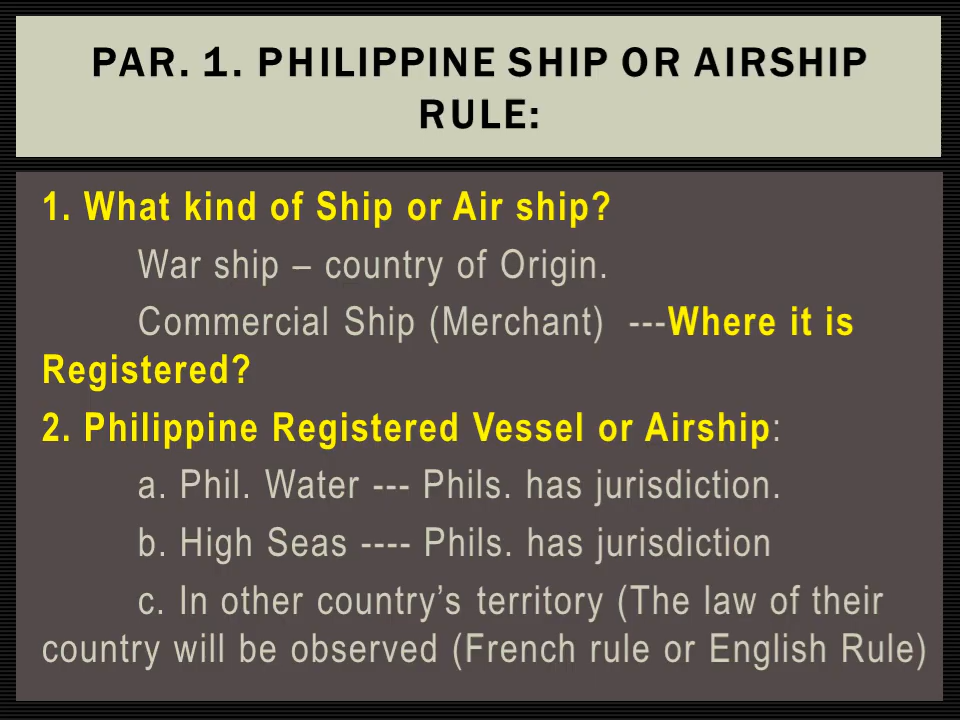 PAR. 1. PHILIPPINE SHIP OR AIRSHIP
RULE:
1. What kind of Ship or Air ship?
War ship – country of Origin.
Commercial Ship (Merchant) ---Where it is
Registered?
2. Philippine Registered Vessel or Airship:
a. Phil. Water --- Phils. has jurisdiction.
b. High Seas ---- Phils. has jurisdiction
c. In other country’s territory (The law of their
country will be observed (French rule or English Rule)